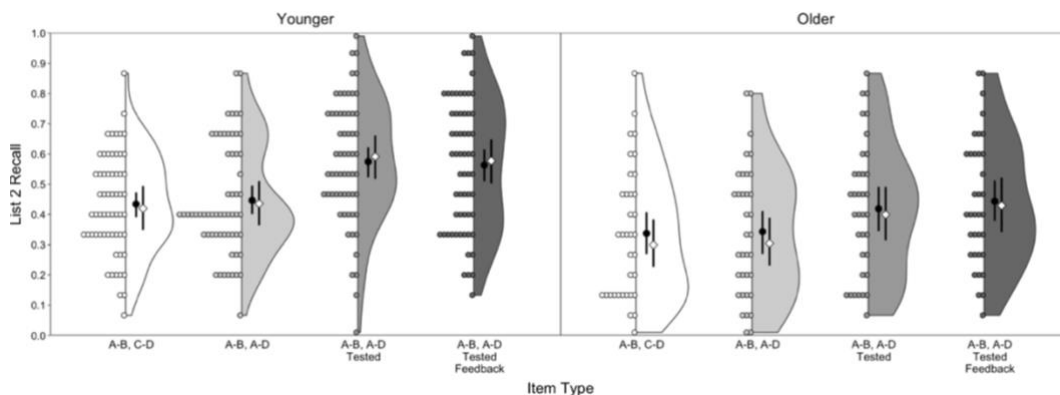 Younger
Older
List 2 Recall
1.0
0.9
0.8
0.7
0.6
0.5
0.4
0.3
0.2
0.1
0.0
A-B, C-D
A-B, A-D
A-B, A-D
Tested
A-B, A-D
Tested
Feedback
A-B, C-D
A-B, A-D
A-B, A-D
Tested
A-B, A-D
Tested
Feedback
Item Type